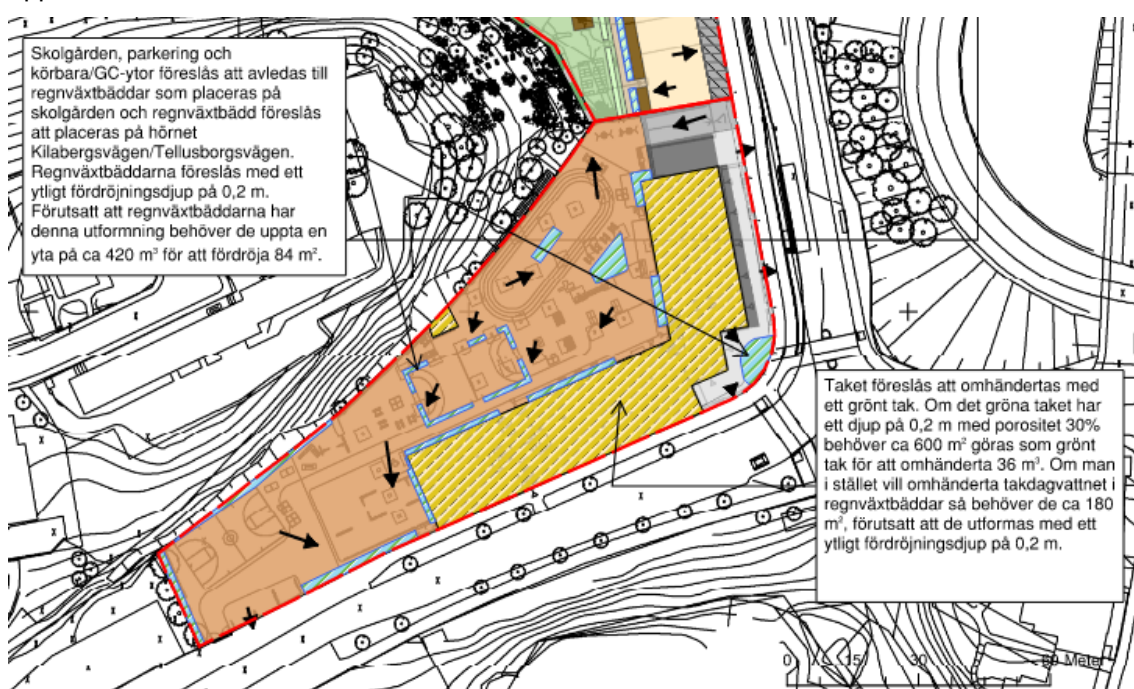 Skolgården, parkering och
körbara/GC-ytor föreslås att avledas till
regnväxtbäddar som placeras på
skolgården och regnväxtbädd föreslås
att placeras på hörnet
Kilabergsvägen/Tellusborgsvägen.
Regnväxtbäddarna föreslås med ett
ytligt fördröjningsdjup på 0,2 m.
Förutsatt att regnväxtbäddarna har
denna utformning behöver de uppta en
yta på ca 420 m³ för att fördröja 84 m².
Taket föreslås att omhändertas med
ett grönt tak. Om det gröna taket har
ett djup på 0,2 m med porositet 30%
behöver ca 600 m² göras som grönt
tak för att omhänderta 36 m³. Om man
i stället vill omhänderta takdagvattnet i
regnväxtbäddar så behöver de ca 180
m², förutsatt att de utformas med ett
ytligt fördröjningsdjup på 0,2 m.
0 15 30 60 Meter